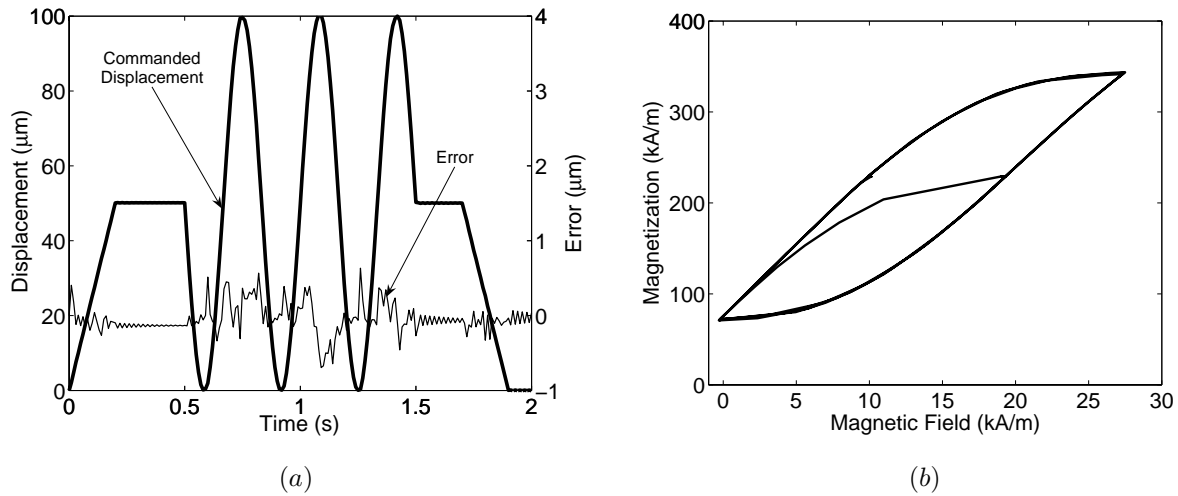 100
80
60
40
20
0
Displacement (μm)
Commanded
Displacement
Error
4
3
2
1
0
−1
Error (μm)
0
0.5
1
1.5
2
Time (s)
(a)
400
300
200
100
0
Magnetization (kA/m)
0
5
10
15
20
25
30
Magnetic Field (kA/m)
(b)